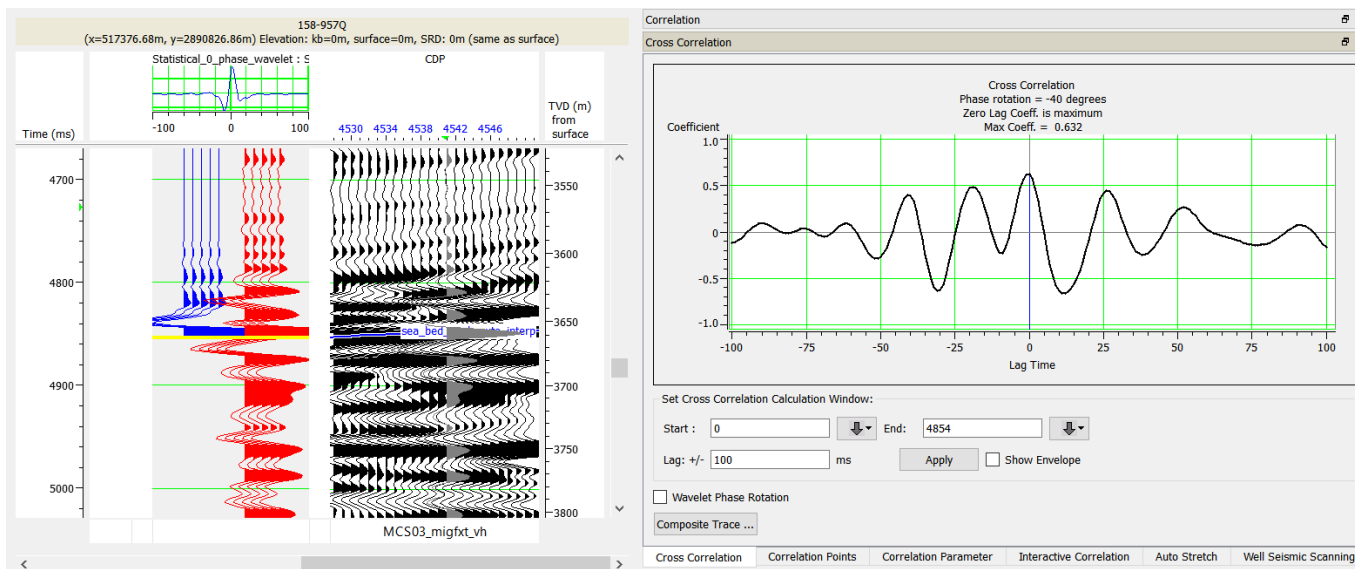 158-957Q
(x=517376.68m, y=2890826.86m) Elevation: kb=0m, surface=0m, SRD: 0m (same as surface)
Statistical_0_phase_wavelet : S
CDP
-100 0 100
4530 4534 4538 4542 4546
Time (ms)
TVD (m)
from
surface
4700
4800
4900
5000
3550
3600
3650
3700
3750
3800
sea_bed
interp
MCS03_migfxt_vh
Correlation
Cross Correlation
Cross Correlation
Phase rotation = -40 degrees
Zero Lag Coeff. is maximum
Max Coeff. = 0.632
Coefficient
1.0
0.5
0
-0.5
-1.0
-100 -75 -50 -25 0 25 50 75 100
Lag Time
Set Cross Correlation Calculation Window:
Start : 0 End: 4854
Lag: +/- 100 ms Apply Show Envelope
Wavelet Phase Rotation
Composite Trace ...
Cross Correlation Correlation Points Correlation Parameter Interactive Correlation Auto Stretch Well Seismic Scanning